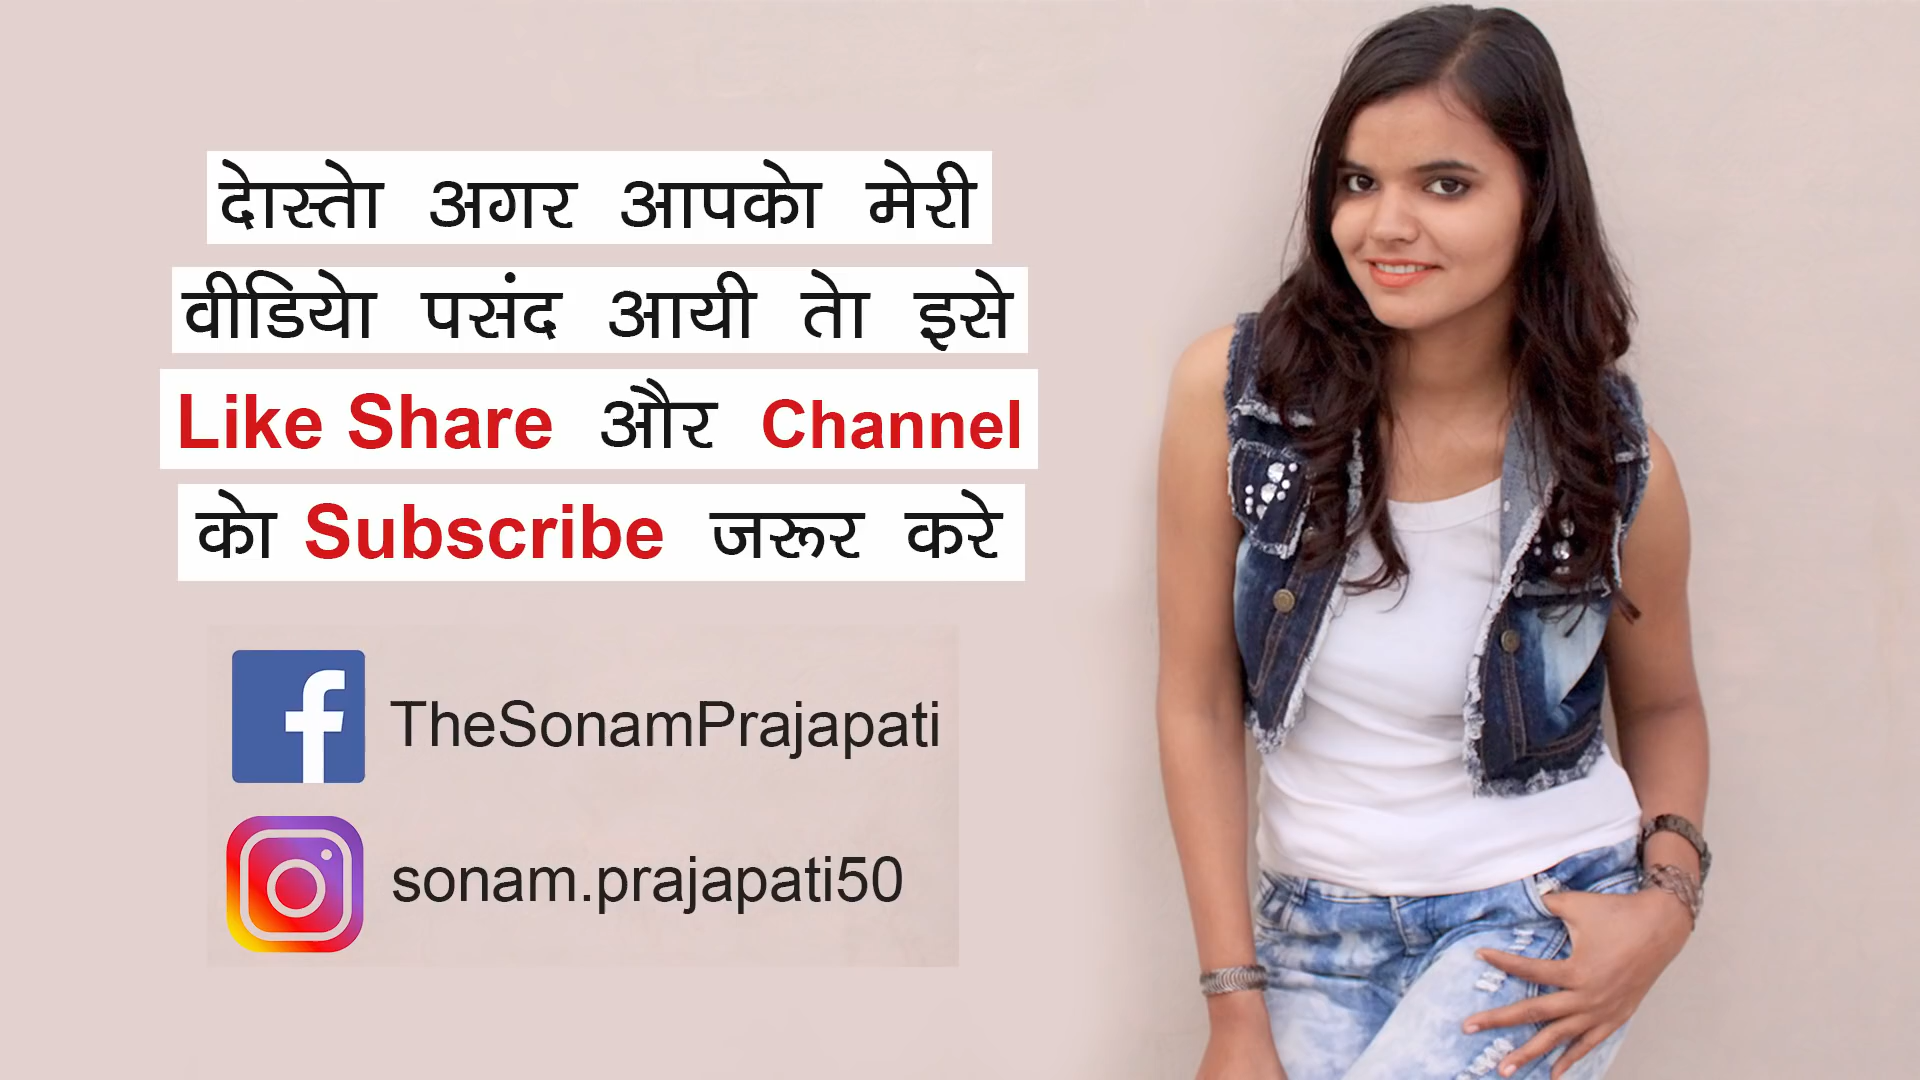 दोस्तो अगर आपको मेरी
वीडियो पसंद आयी तो इसे
Like Share और Channel
को Subscribe जरूर करे
TheSonamPrajapati
sonam.prajapati50